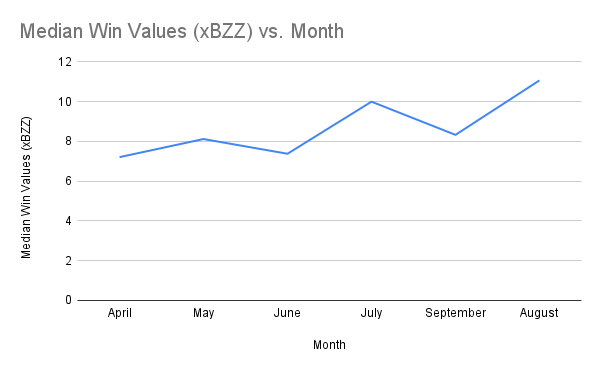 Median Win Values (xBZZ) vs. Month
Median Win Values (xBZZ)
12
10
8
6
4
2
0
April May June July September August
Month